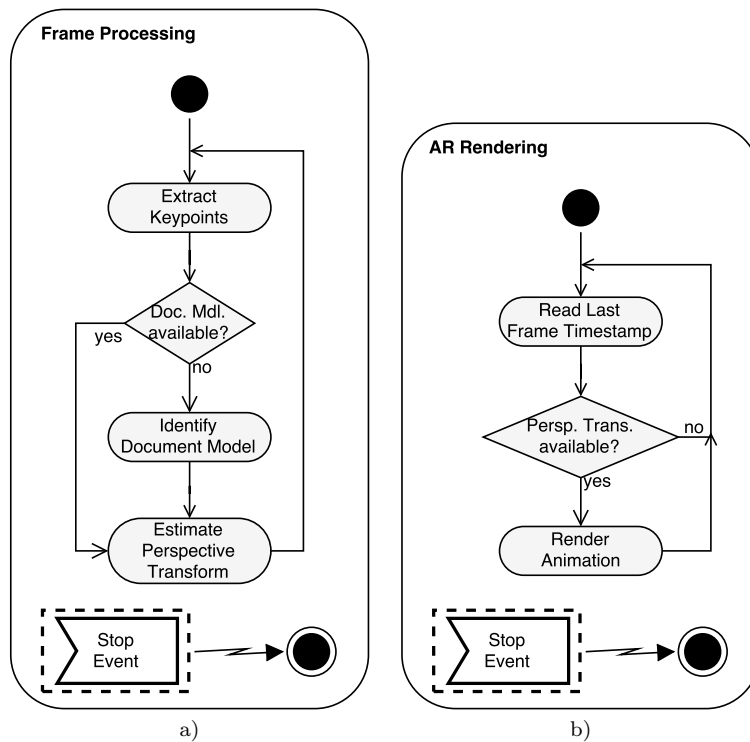 Frame Processing
Extract
Keypoints
Doc. Mdl.
available?
yes
no
Identify
Document Model
Estimate
Perspective
Transform
Stop
Event
a)
AR Rendering
Read Last
Frame Timestamp
Persp. Trans.
available?
no
yes
Render
Animation
Stop
Event
b)